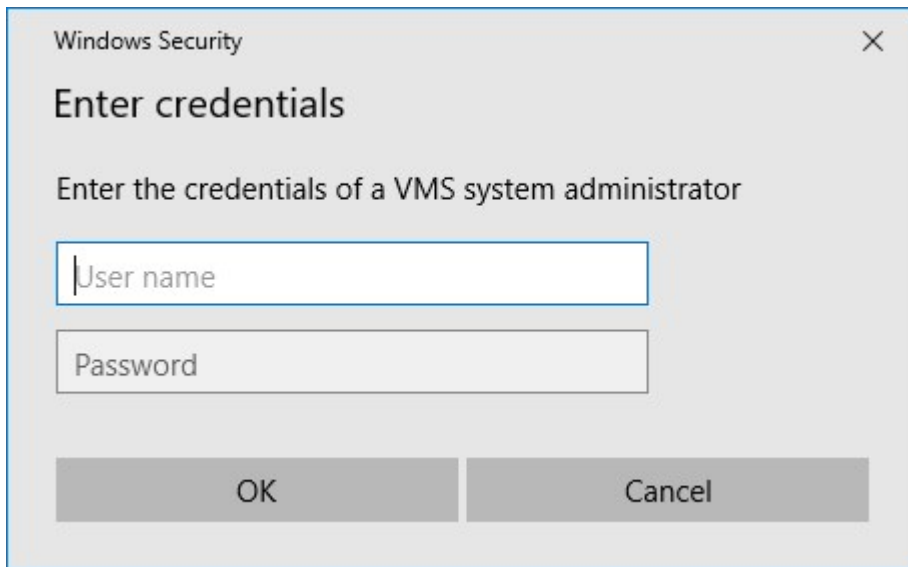 Windows Security
Enter credentials
Enter the credentials of a VMS system administrator
User name
Password
OK Cancel